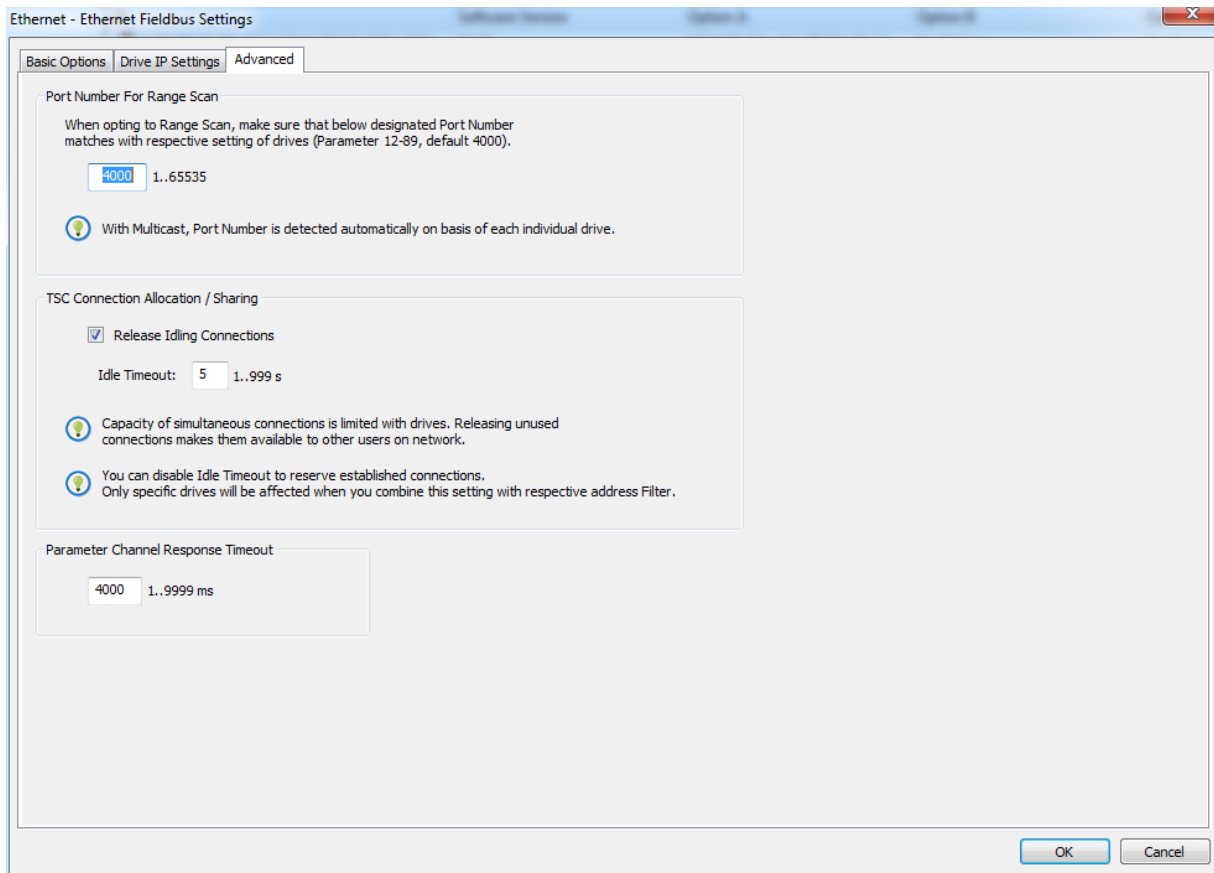 Ethernet - Ethernet Fieldbus Settings
Software Version Option A Option B
Basic Options Drive IP Settings Advanced
Port Number For Range Scan
When opting to Range Scan, make sure that below designated Port Number
matches with respective setting of drives (Parameter 12-89, default 4000).
4000 1..65535
With Multicast, Port Number is detected automatically on basis of each individual drive.
TSC Connection Allocation / Sharing
Release Idling Connections
Idle Timeout: 5 1..999 s
Capacity of simultaneous connections is limited with drives. Releasing unused
connections makes them available to other users on network.
You can disable Idle Timeout to reserve established connections.
Only specific drives will be affected when you combine this setting with respective address Filter.
Parameter Channel Response Timeout
4000 1..9999 ms
OK Cancel